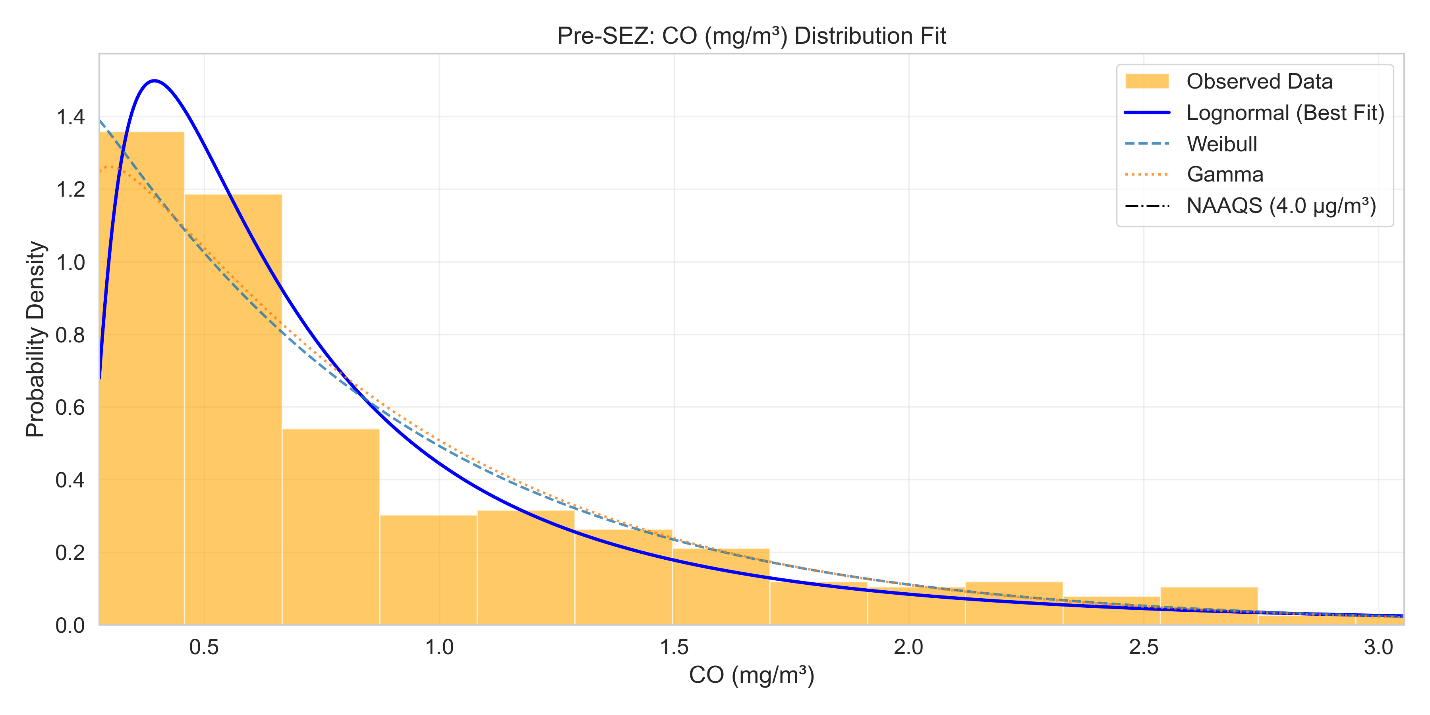 Pre-SEZ: CO (mg/m³) Distribution Fit
Observed Data
Lognormal (Best Fit)
Weibull
Gamma
NAAQS (4.0 μg/m³)
Probability Density
1.4
1.2
1.0
0.8
0.6
0.4
0.2
0.0
0.5
1.0
1.5
2.0
2.5
3.0
CO (mg/m³)